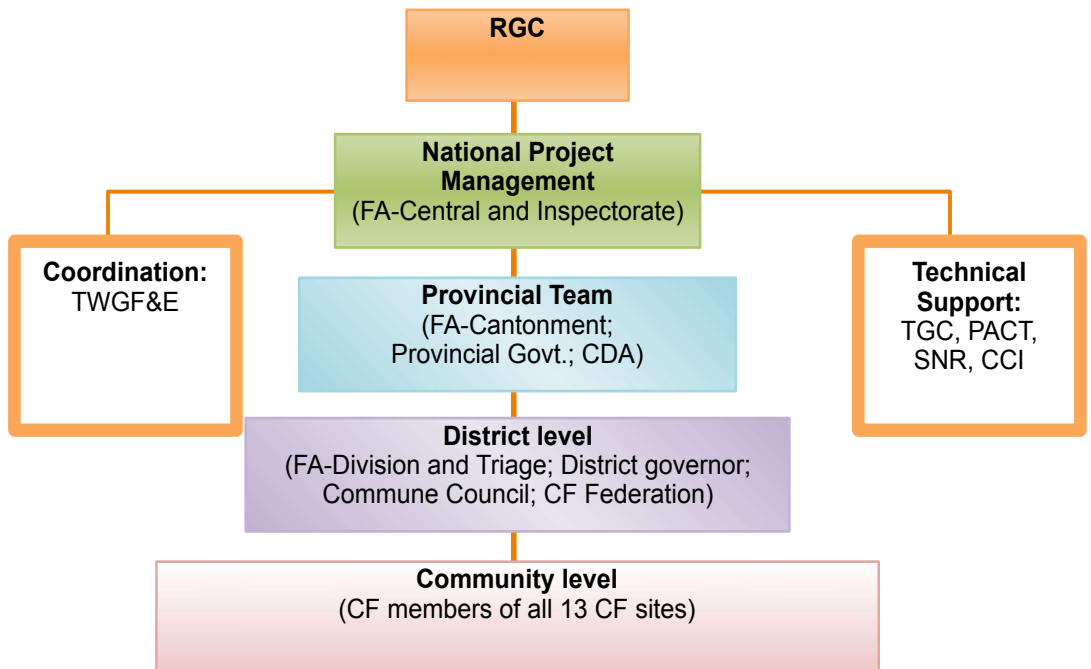 RGC
National Project
Management
(FA-Central and Inspectorate)
Coordination:
TWGF&E
Technical
Support:
TGC, PACT,
SNR, CCI
Provincial Team
(FA-Cantonment;
Provincial Govt.; CDA)
District level
(FA-Division and Triage; District governor;
Commune Council; CF Federation)
Community level
(CF members of all 13 CF sites)